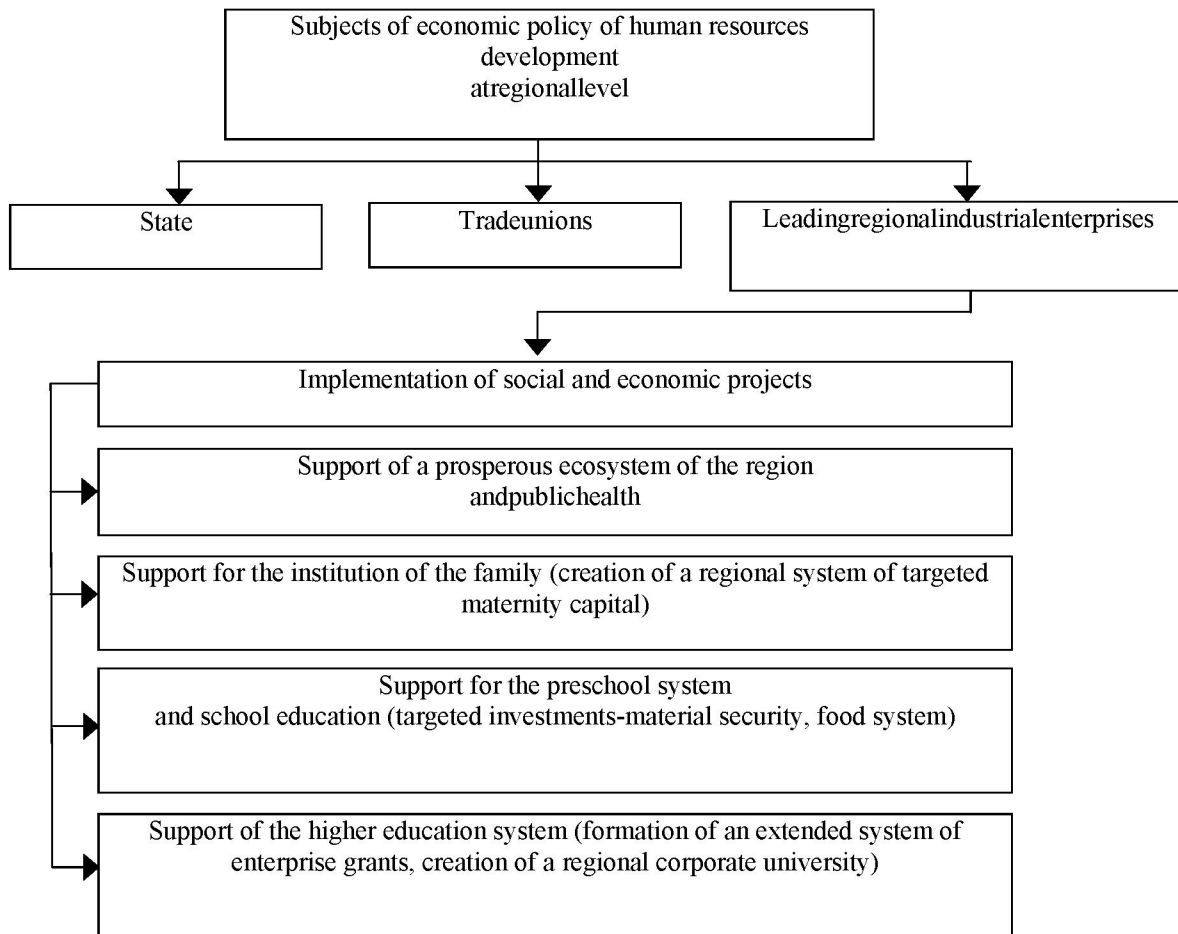 Subjects of economic policy of human resources
development
atregionallevel
State
Tradeunions
Leadingregionalindustrialenterprises
Implementation of social and economic projects
Support of a prosperous ecosystem of the region
andpublichealth
Support for the institution of the family (creation of a regional system of targeted
maternity capital)
Support for the preschool system
and school education (targeted investments-material security, food system)
Support of the higher education system (formation of an extended system of
enterprise grants, creation of a regional corporate university)